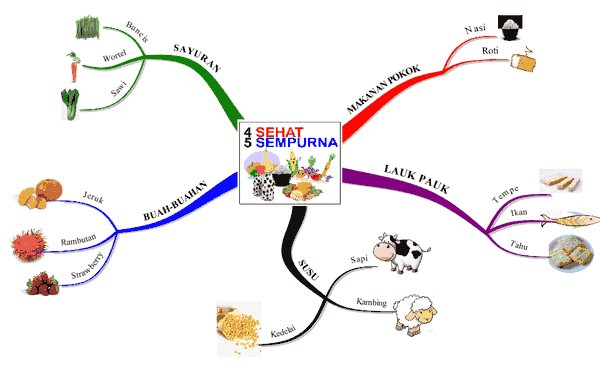 4 SEHAT
5 SEMPURNA
MAKANAN POKOK
Nasi
Roti
LAUK PAUK
Tempe
Ikan
Tahu
SUSU
Sapi
Kambing
Kedelai
BUAH-BUAHAN
Jeruk
Rambutan
Strawberry
SAYURAN
Buncis
Wortel
Sawi